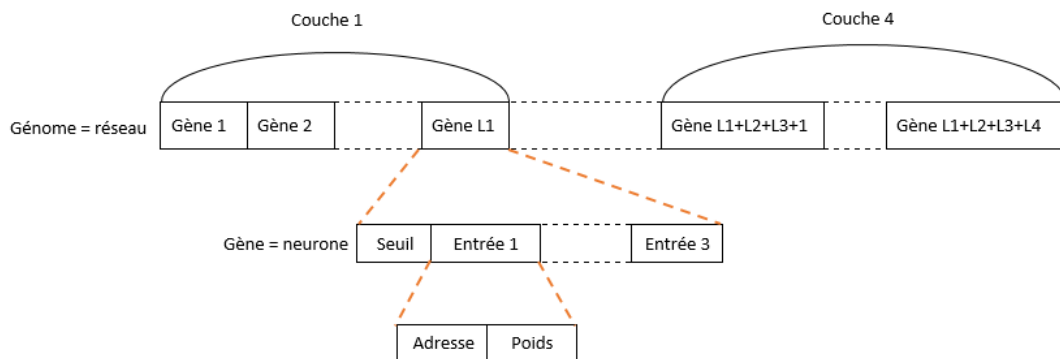 Couche 1
Couche 4
Génome = réseau
Gène 1
Gène 2
Gène L1
Gène L1+L2+L3+1
Gène L1+L2+L3+L4
Gène = neurone
Seuil
Entrée 1
Entrée 3
Adresse
Poids